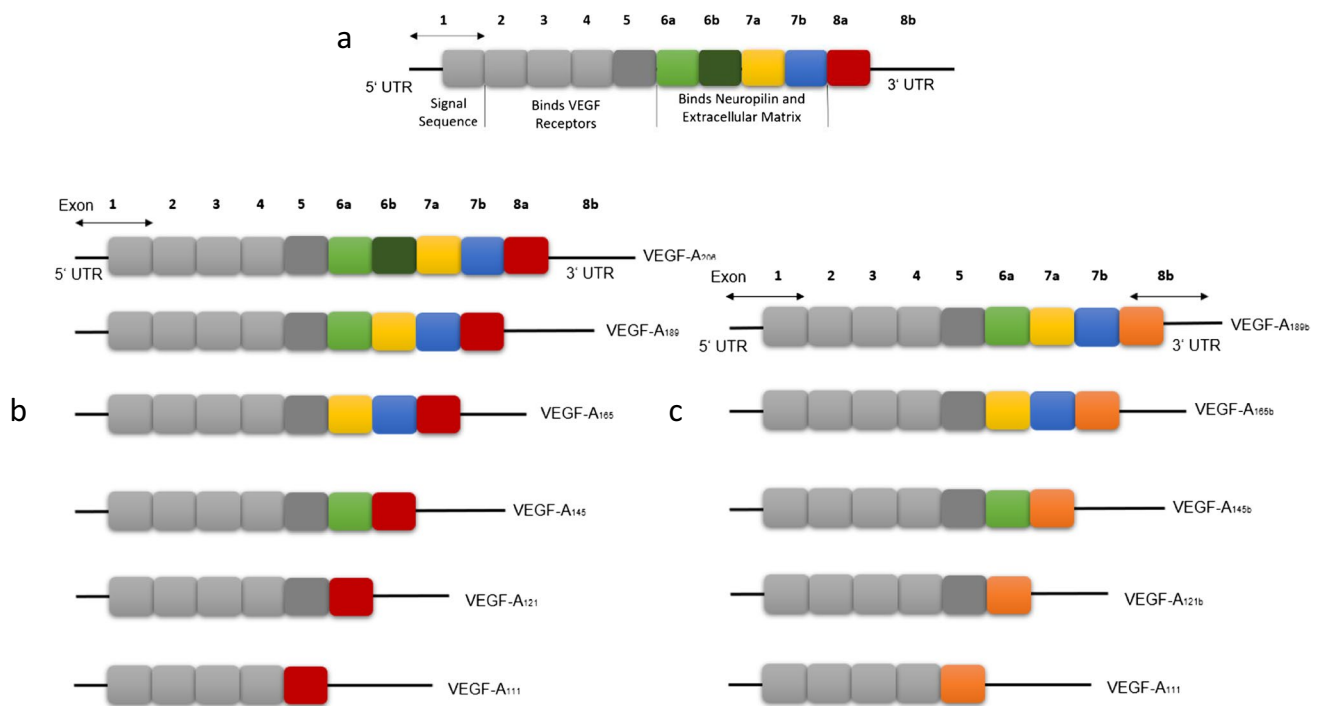 a
1 2 3 4 5 6a 6b 7a 7b 8a 8b
5' UTR
3' UTR
Signal
Sequence
Binds VEGF
Receptors
Binds Neuropilin and
Extracellular Matrix
b
Exon 1 2 3 4 5 6a 6b 7a 7b 8a 8b
5' UTR
3' UTR
VEGF-A206
VEGF-A189
VEGF-A165
VEGF-A145
VEGF-A121
VEGF-A111
c
Exon 1 2 3 4 5 6a 7a 7b 8b
5' UTR
3' UTR
VEGF-A189b
VEGF-A165b
VEGF-A145b
VEGF-A121b
VEGF-A111